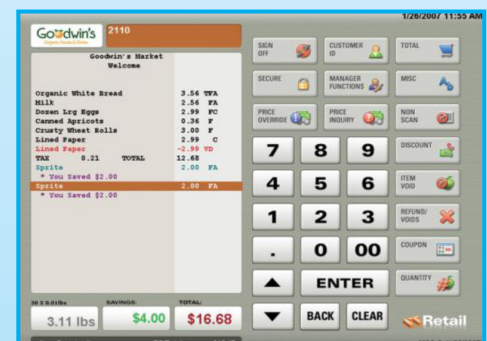 1/26/2007 11:55 AM
Goodwin's
2110
Goodwin's Market
Welcome
Organic White Bread 3.56 TFA
Milk 2.56 FA
Dozen Lrg Eggs 2.99 FC
Canned Apricots 0.36 F
Crusty Wheat Rolls 3.00 F
Lined Paper 2.99 C
Lined Paper -2.99 VD
TAX 0.21 TOTAL 12.68
Sprite 2.00 FA
* You Saved $2.00
Sprite 2.00 FA
* You Saved $2.00
SAVINGS: TOTAL:
3.11 lbs $4.00 $16.68
SIGN OFF
CUSTOMER ID
TOTAL
SECURE
MANAGER FUNCTIONS
MISC
PRICE OVERRIDE
PRICE INQUIRY
NON SCAN
7 8 9 DISCOUNT
4 5 6 ITEM VOID
1 2 3 REFUND/ VOIDS
. 0 00 COUPON
ENTER QUANTITY
BACK CLEAR
Retail